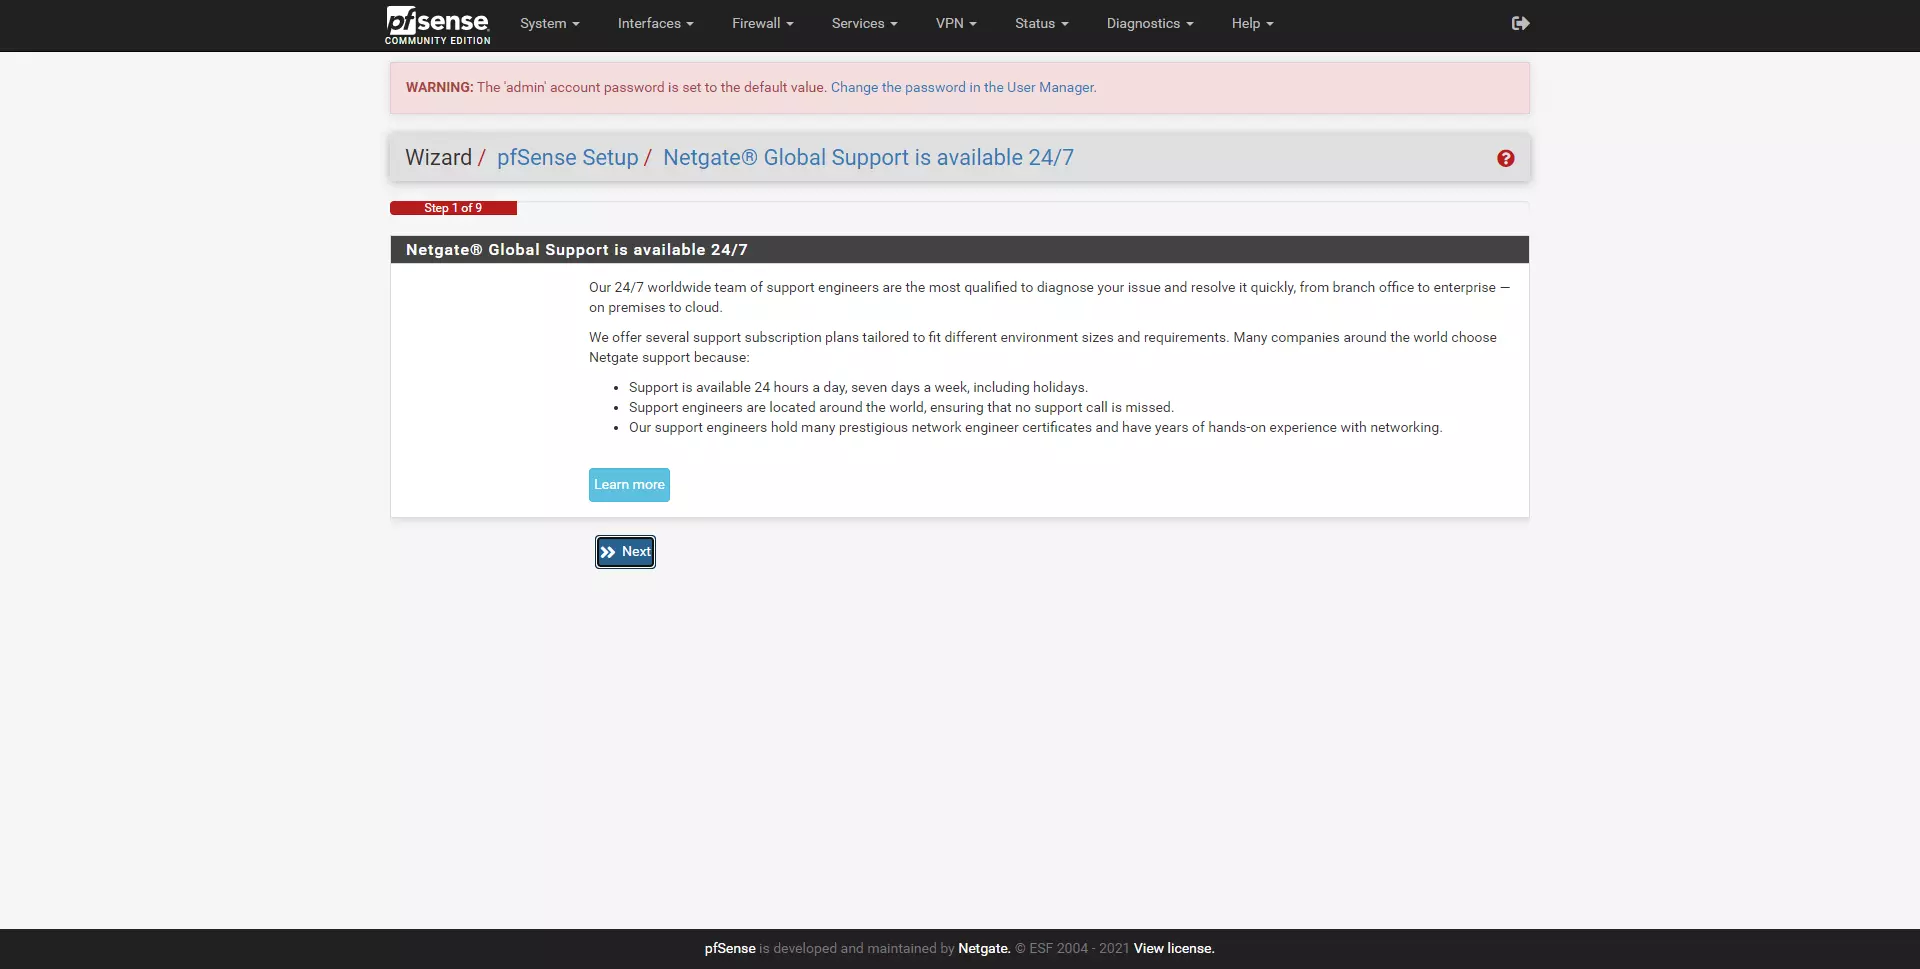 pfsense
COMMUNITY EDITION
System
Interfaces
Firewall
Services
VPN
Status
Diagnostics
Help
WARNING: The 'admin' account password is set to the default value. Change the password in the User Manager.
Wizard / pfSense Setup / Netgate® Global Support is available 24/7
Step 1 of 9
Netgate® Global Support is available 24/7
Our 24/7 worldwide team of support engineers are the most qualified to diagnose your issue and resolve it quickly, from branch office to enterprise —
on premises to cloud.
We offer several support subscription plans tailored to fit different environment sizes and requirements. Many companies around the world choose
Netgate support because:
• Support is available 24 hours a day, seven days a week, including holidays.
• Support engineers are located around the world, ensuring that no support call is missed.
• Our support engineers hold many prestigious network engineer certificates and have years of hands-on experience with networking.
Learn more
Next
pfSense is developed and maintained by Netgate. © ESF 2004 - 2021 View license.